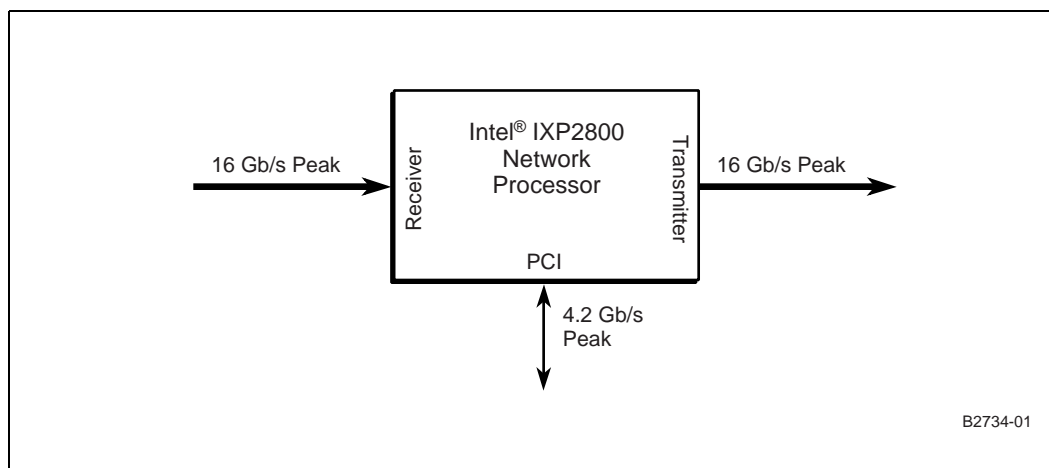 Intel® IXP2800
Network
Processor
16 Gb/s Peak
Receiver
Transmitter
16 Gb/s Peak
PCI
4.2 Gb/s
Peak
B2734-01